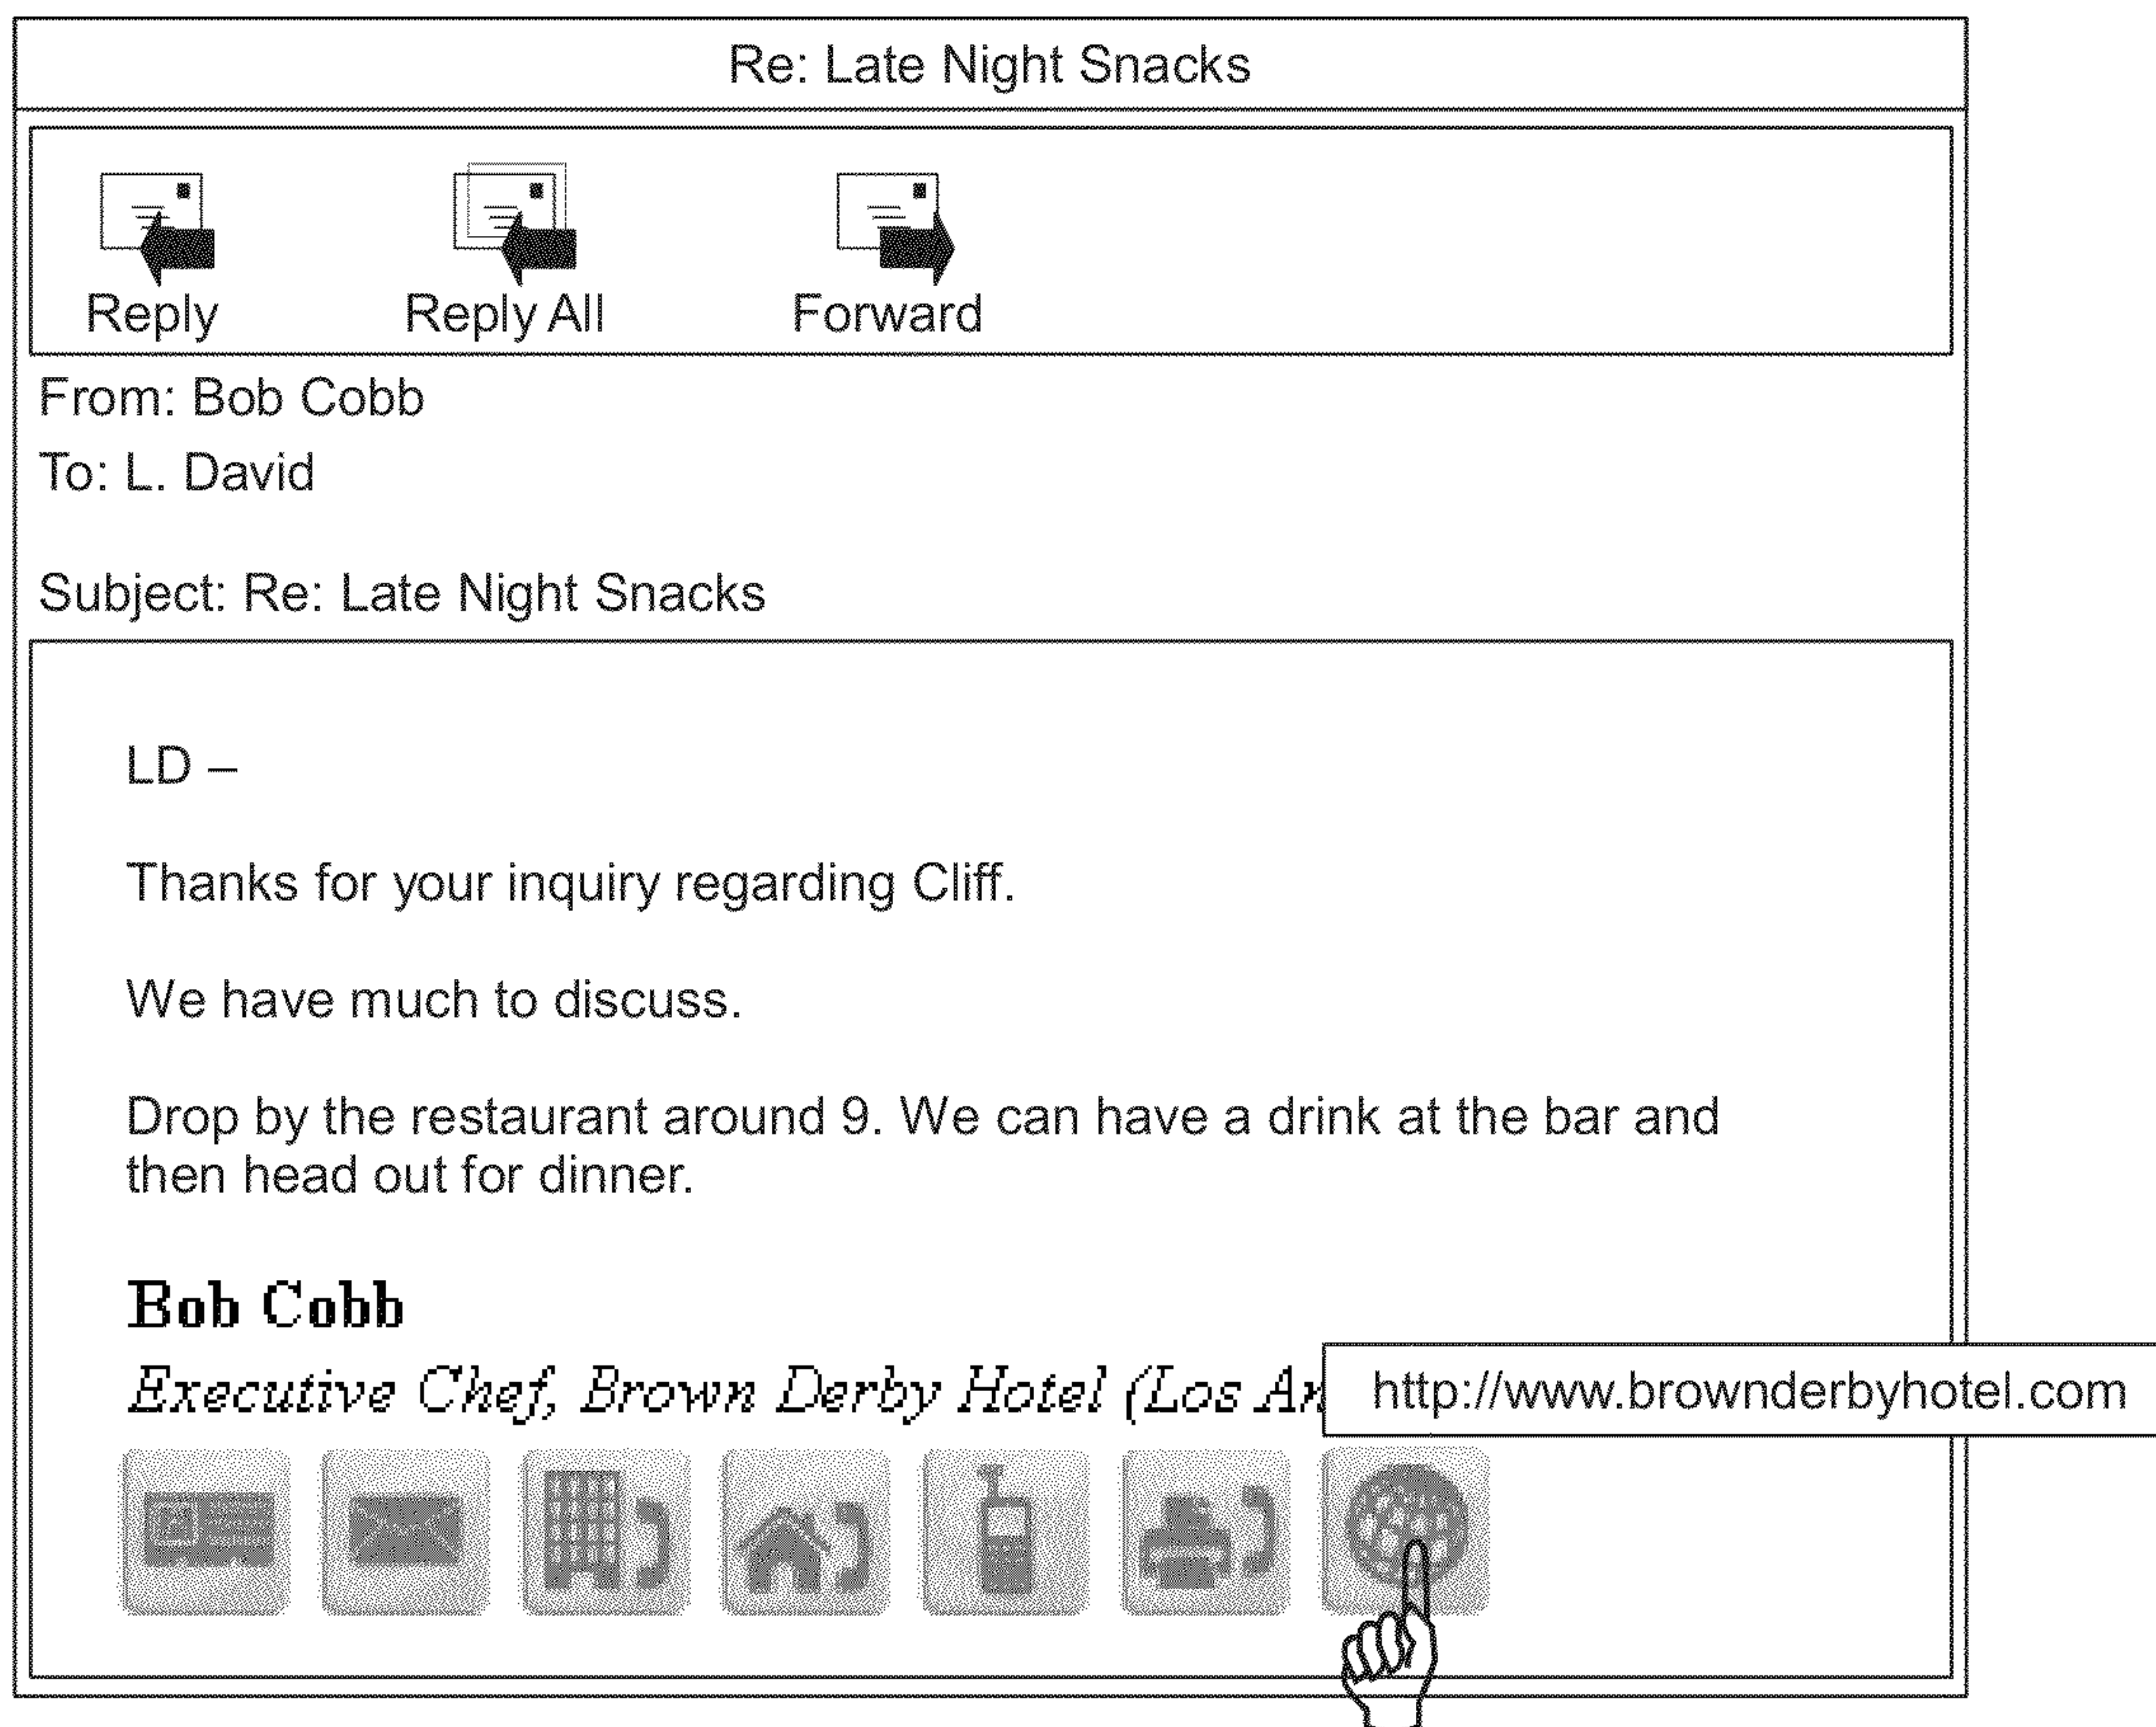 Re: Late Night Snacks
Reply Reply All Forward
From: Bob Cobb
To: L. David
Subject: Re: Late Night Snacks
LD –
Thanks for your inquiry regarding Cliff.
We have much to discuss.
Drop by the restaurant around 9. We can have a drink at the bar and
then head out for dinner.
Bob Cobb
Executive Chef, Brown Derby Hotel (Los An
http://www.brownderbyhotel.com